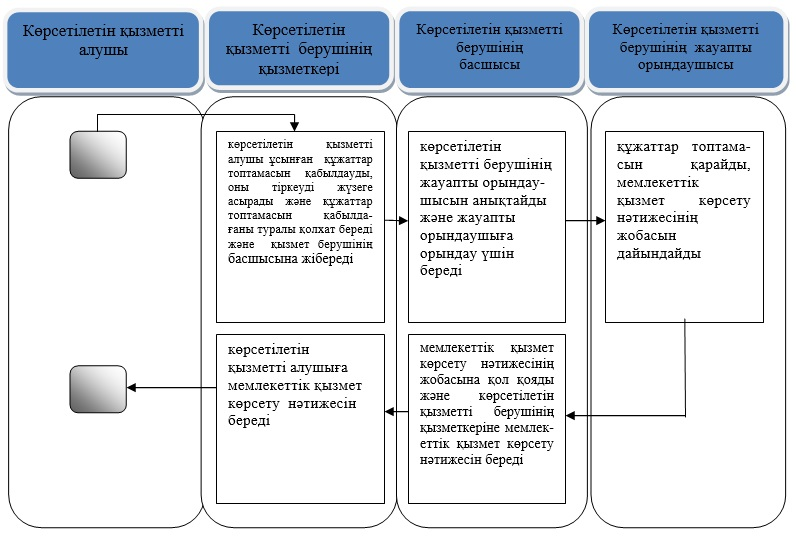 Көрсетілетін қызметті
алушы
Көрсетілетін
қызметті берушінің
қызметкері
Көрсетілетін қызметті
берушінің
басшысы
Көрсетілетін қызметті
берушінің жауапты
орындаушысы
көрсетілетін қызметті
алушы ұсынған құжаттар
топтамасын қабылдауды,
оны тіркеуді жүзеге
асырады және құжаттар
топтамасын қабылда-
ғаны туралы қолхат береді
және қызмет берушінің
басшысына жібереді
көрсетілетін
қызметті берушінің
жауапты орындау-
шысын анықтайды
және жауапты
орындаушыға
орындау үшін
береді
құжаттар топтама-
сын қарайды,
мемлекеттік
қызмет көрсету
нәтижесінің
жобасын
дайындайды
көрсетілетін
қызметті алушыға
мемлекеттік қызмет
көрсету нәтижесін
береді
мемлекеттік қызмет
көрсету нәтижесінің
жобасына қол қояды
және көрсетілетін
қызметті берушінің
қызметкеріне мемлек-
еттік қызмет көрсету
нәтижесін береді